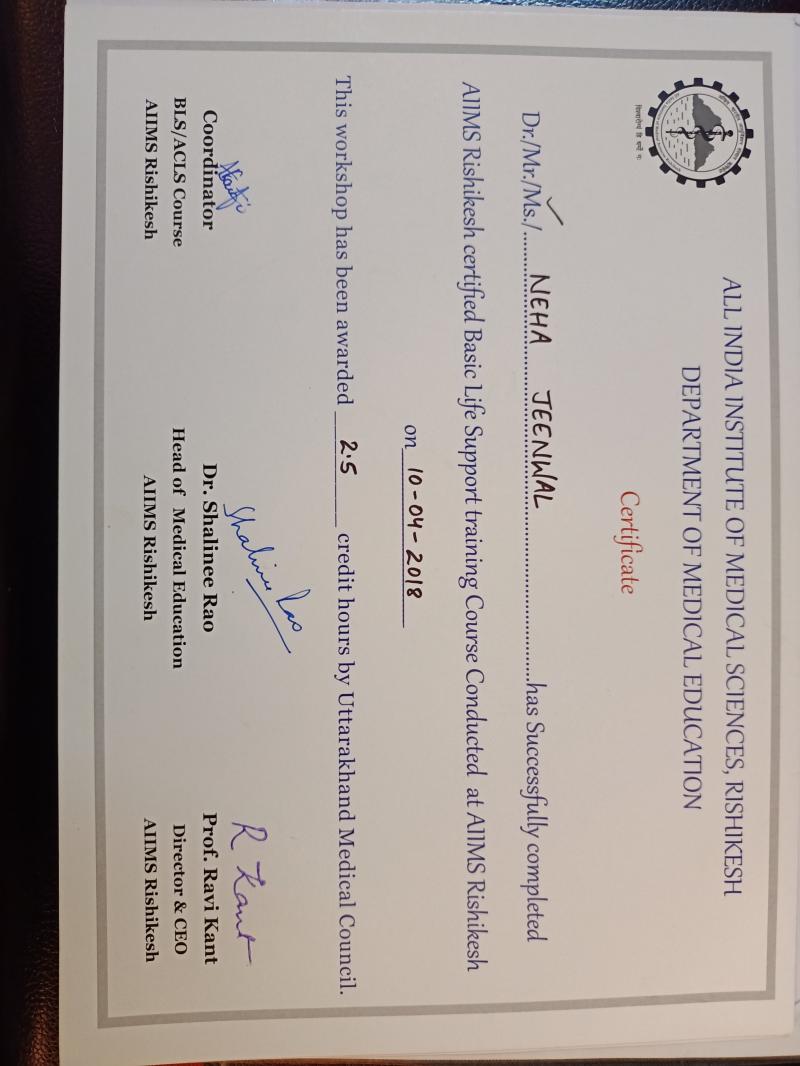 ALL INDIA INSTITUTE OF MEDICAL SCIENCES, RISHIKESH
DEPARTMENT OF MEDICAL EDUCATION
Certificate
Dr./Mr./Ms./........ NEHA JEENWAL ........has Successfully completed
AIIMS Rishikesh certified Basic Life Support training Course Conducted at AIIMS Rishikesh
on 10-04-2018
This workshop has been awarded 2.5 credit hours by Uttarakhand Medical Council.
Shalinee Rao
R Kant
Coordinator
BLS/ACLS Course
AIIMS Rishikesh
Dr. Shalinee Rao
Head of Medical Education
AIIMS Rishikesh
Prof. Ravi Kant
Director & CEO
AIIMS Rishikesh